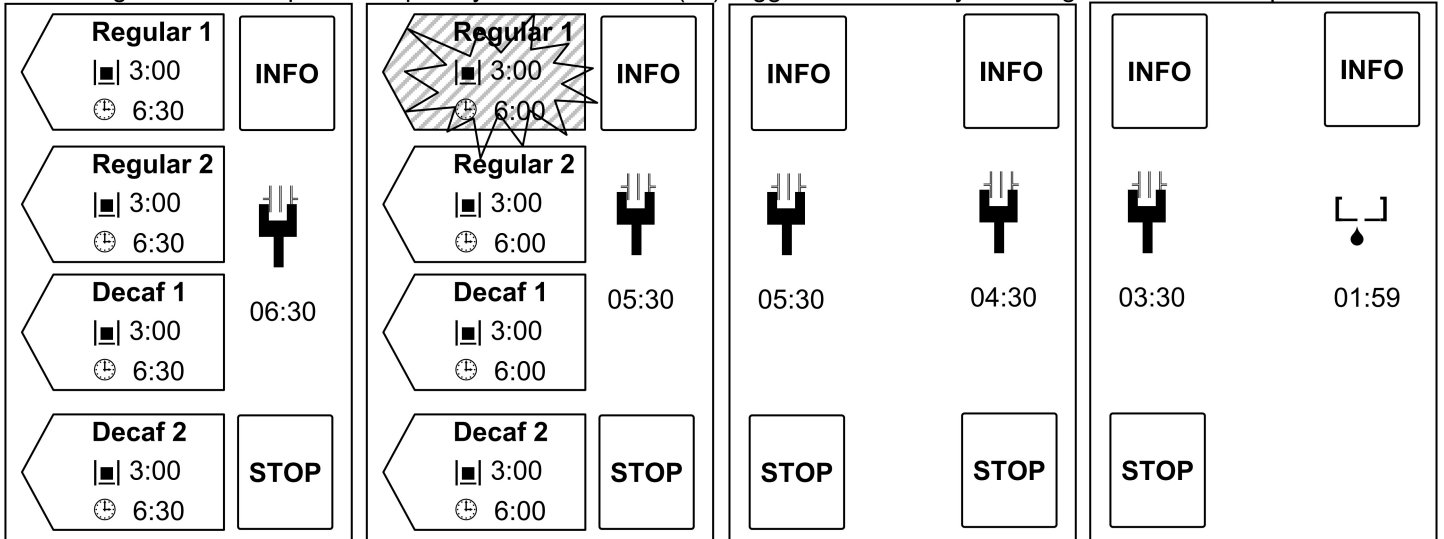 Regular 1
3:00
6:30
INFO
Regular 2
3:00
6:30
06:30
Decaf 1
3:00
6:30
Decaf 2
3:00
6:30
STOP
Regular 1
3:00
6:00
INFO
Regular 2
3:00
6:00
05:30
Decaf 1
3:00
6:00
Decaf 2
3:00
6:00
STOP
INFO
INFO
05:30
04:30
STOP
STOP
INFO
INFO
03:30
01:59
STOP